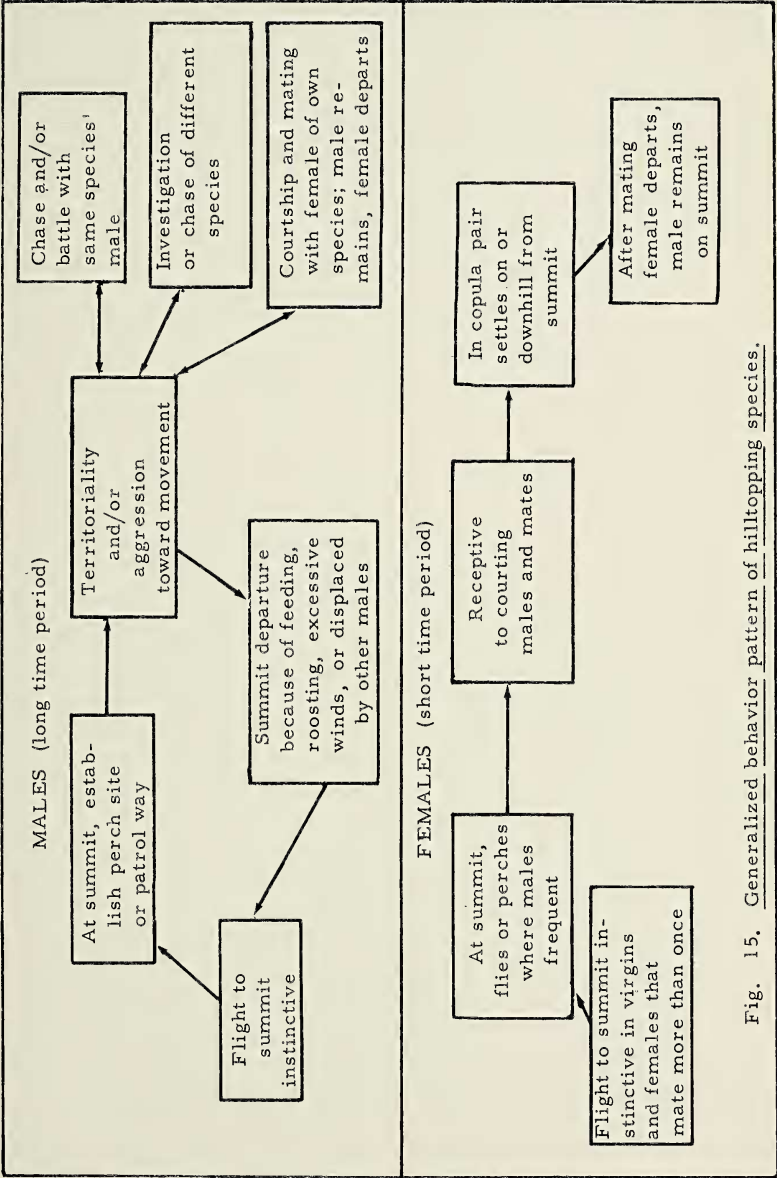 MALES (long time period)
Flight to
summit
instinctive
At summit, estab-
lish perch site
or patrol way
Territoriality
and/or
aggression
toward movement
Chase and/or
battle with
same species'
male
Investigation
or chase of different
species
Courtship and mating
with female of own
species; male re-
mains, female departs
Summit departure
because of feeding,
roosting, excessive
winds, or displaced
by other males
FEMALES (short time period)
Flight to summit in-
stinctive in virgins
and females that
mate more than once
At summit,
flies or perches
where males
frequent
Receptive
to courting
males and mates
In copula pair
settles on or
downhill from
summit
After mating
female departs,
male remains
on summit
Fig. 15. Generalized behavior pattern of hilltopping species.